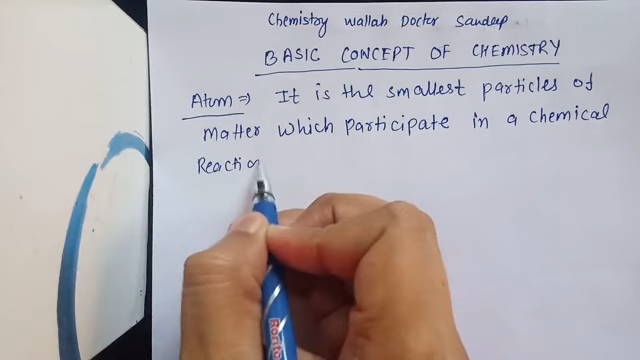 Chemistry Wallah Doctor Sandeep
BASIC CONCEPT OF CHEMISTRY
Atom ⇒ It is the smallest particles of
matter which participate in a chemical
Reactio
Rorito